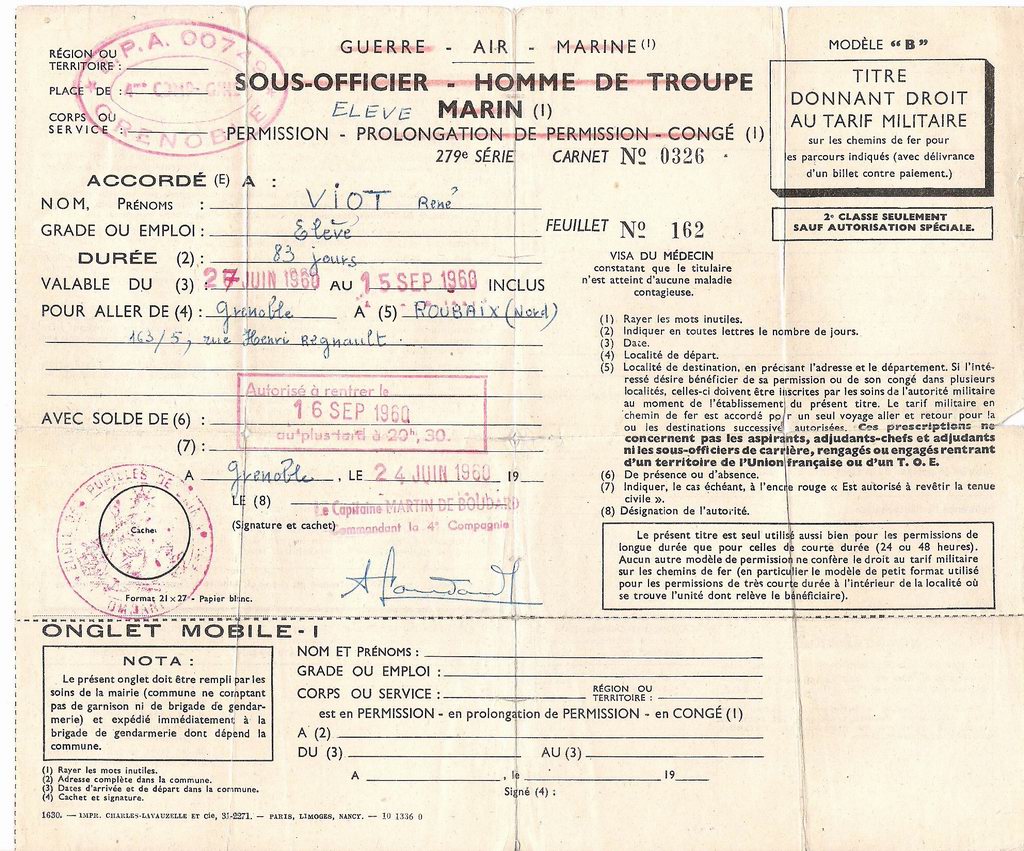 GUERRE - AIR - MARINE (1)
MODÈLE "B"
RÉGION OU
TERRITOIRE :
PLACE DE :
CORPS OU
SERVICE :
GRENOBLE
SOUS-OFFICIER - HOMME DE TROUPE
ELEVE MARIN (1)
PERMISSION - PROLONGATION DE PERMISSION - CONGÉ (1)
279e SÉRIE CARNET Nº 0326
TITRE
DONNANT DROIT
AU TARIF MILITAIRE
sur les chemins de fer pour
les parcours indiqués (avec délivrance
d'un billet contre paiement.)
2e CLASSE SEULEMENT
SAUF AUTORISATION SPÉCIALE.
ACCORDÉ (E) A :
NOM, PRÉNOMS : VIOT René
GRADE OU EMPLOI : Elève
FEUILLET Nº 162
DURÉE (2) : 83 jours
VALABLE DU (3) : 27 JUIN 1960 AU 15 SEP 1960 INCLUS
POUR ALLER DE (4) : Grenoble A (5) ROUBAIX (Nord)
163/5, rue Henri Regnault
VISA DU MÉDECIN
constatant que le titulaire
n'est atteint d'aucune maladie
contagieuse.
Autorisé à rentrer le
16 SEP 1960
au plus tard à 20h, 30.
AVEC SOLDE DE (6) :
(7) :
A Grenoble, LE 24 JUIN 1960 19
LE (8) Le Capitaine MARTIN DE BOUDARD
(Signature et cachet) Commandant la 4e Compagnie
PUPILLES DE
Cachet
Format 21 x 27 - Papier blanc.
(1) Rayer les mots inutiles.
(2) Indiquer en toutes lettres le nombre de jours.
(3) Date.
(4) Localité de départ.
(5) Localité de destination, en précisant l'adresse et le département. Si l'inté-
ressé désire bénéficier de sa permission ou de son congé dans plusieurs
localités, celles-ci doivent être inscrites par les soins de l'autorité militaire
au moment de l'établissement du présent titre. Le tarif militaire en
chemin de fer est accordé pour un seul voyage aller et retour pour la
ou les destinations successives autorisées. Ces prescriptions ne
concernent pas les aspirants, adjudants-chefs et adjudants
ni les sous-officiers de carrière, rengagés ou engagés rentrant
d'un territoire de l'Union française ou d'un T. O. E.
(6) De présence ou d'absence.
(7) Indiquer, le cas échéant, à l'encre rouge « Est autorisé à revêtir la tenue
civile ».
(8) Désignation de l'autorité.
Le présent titre est seul utilisé aussi bien pour les permissions de
longue durée que pour celles de courte durée (24 ou 48 heures).
Aucun autre modèle de permission ne confère le droit au tarif militaire
sur les chemins de fer (en particulier le modèle de petit format utilisé
pour les permissions de très courte durée à l'intérieur de la localité où
se trouve l'unité dont relève le bénéficiaire).
ONGLET MOBILE - I
NOTA :
Le présent onglet doit être rempli par les
soins de la mairie (commune ne comptant
pas de garnison ni de brigade de gendar-
merie) et expédié immédiatement à la
brigade de gendarmerie dont dépend la
commune.
(1) Rayer les mots inutiles.
(2) Adresse complète dans la commune.
(3) Dates d'arrivée et de départ dans la commune.
(4) Cachet et signature.
NOM ET PRÉNOMS :
GRADE OU EMPLOI :
CORPS OU SERVICE : RÉGION OU
TERRITOIRE :
est en PERMISSION - en prolongation de PERMISSION - en CONGÉ (1)
A (2)
DU (3) AU (3)
A , le 19
Signé (4) :
1630. — IMPR. CHARLES-LAVAUZELLE ET Cie, 31-2271. — PARIS, LIMOGES, NANCY. — 10 1336 0